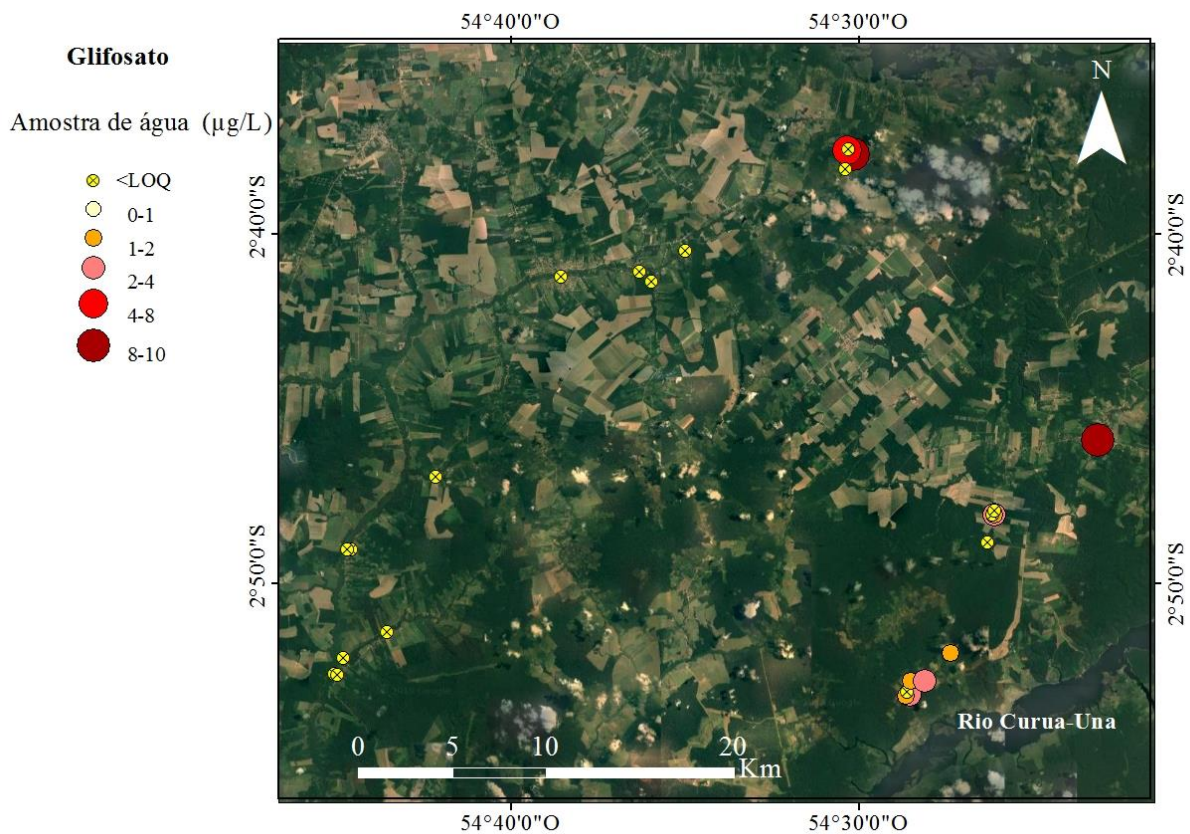 Glifosato
Amostra de água (µg/L)
<LOQ
0-1
1-2
2-4
4-8
8-10
54°40'0"O 54°30'0"O
N
2°40'0"S 2°40'0"S
2°50'0"S 2°50'0"S
Rio Curua-Una
0 5 10 20
Km
54°40'0"O 54°30'0"O